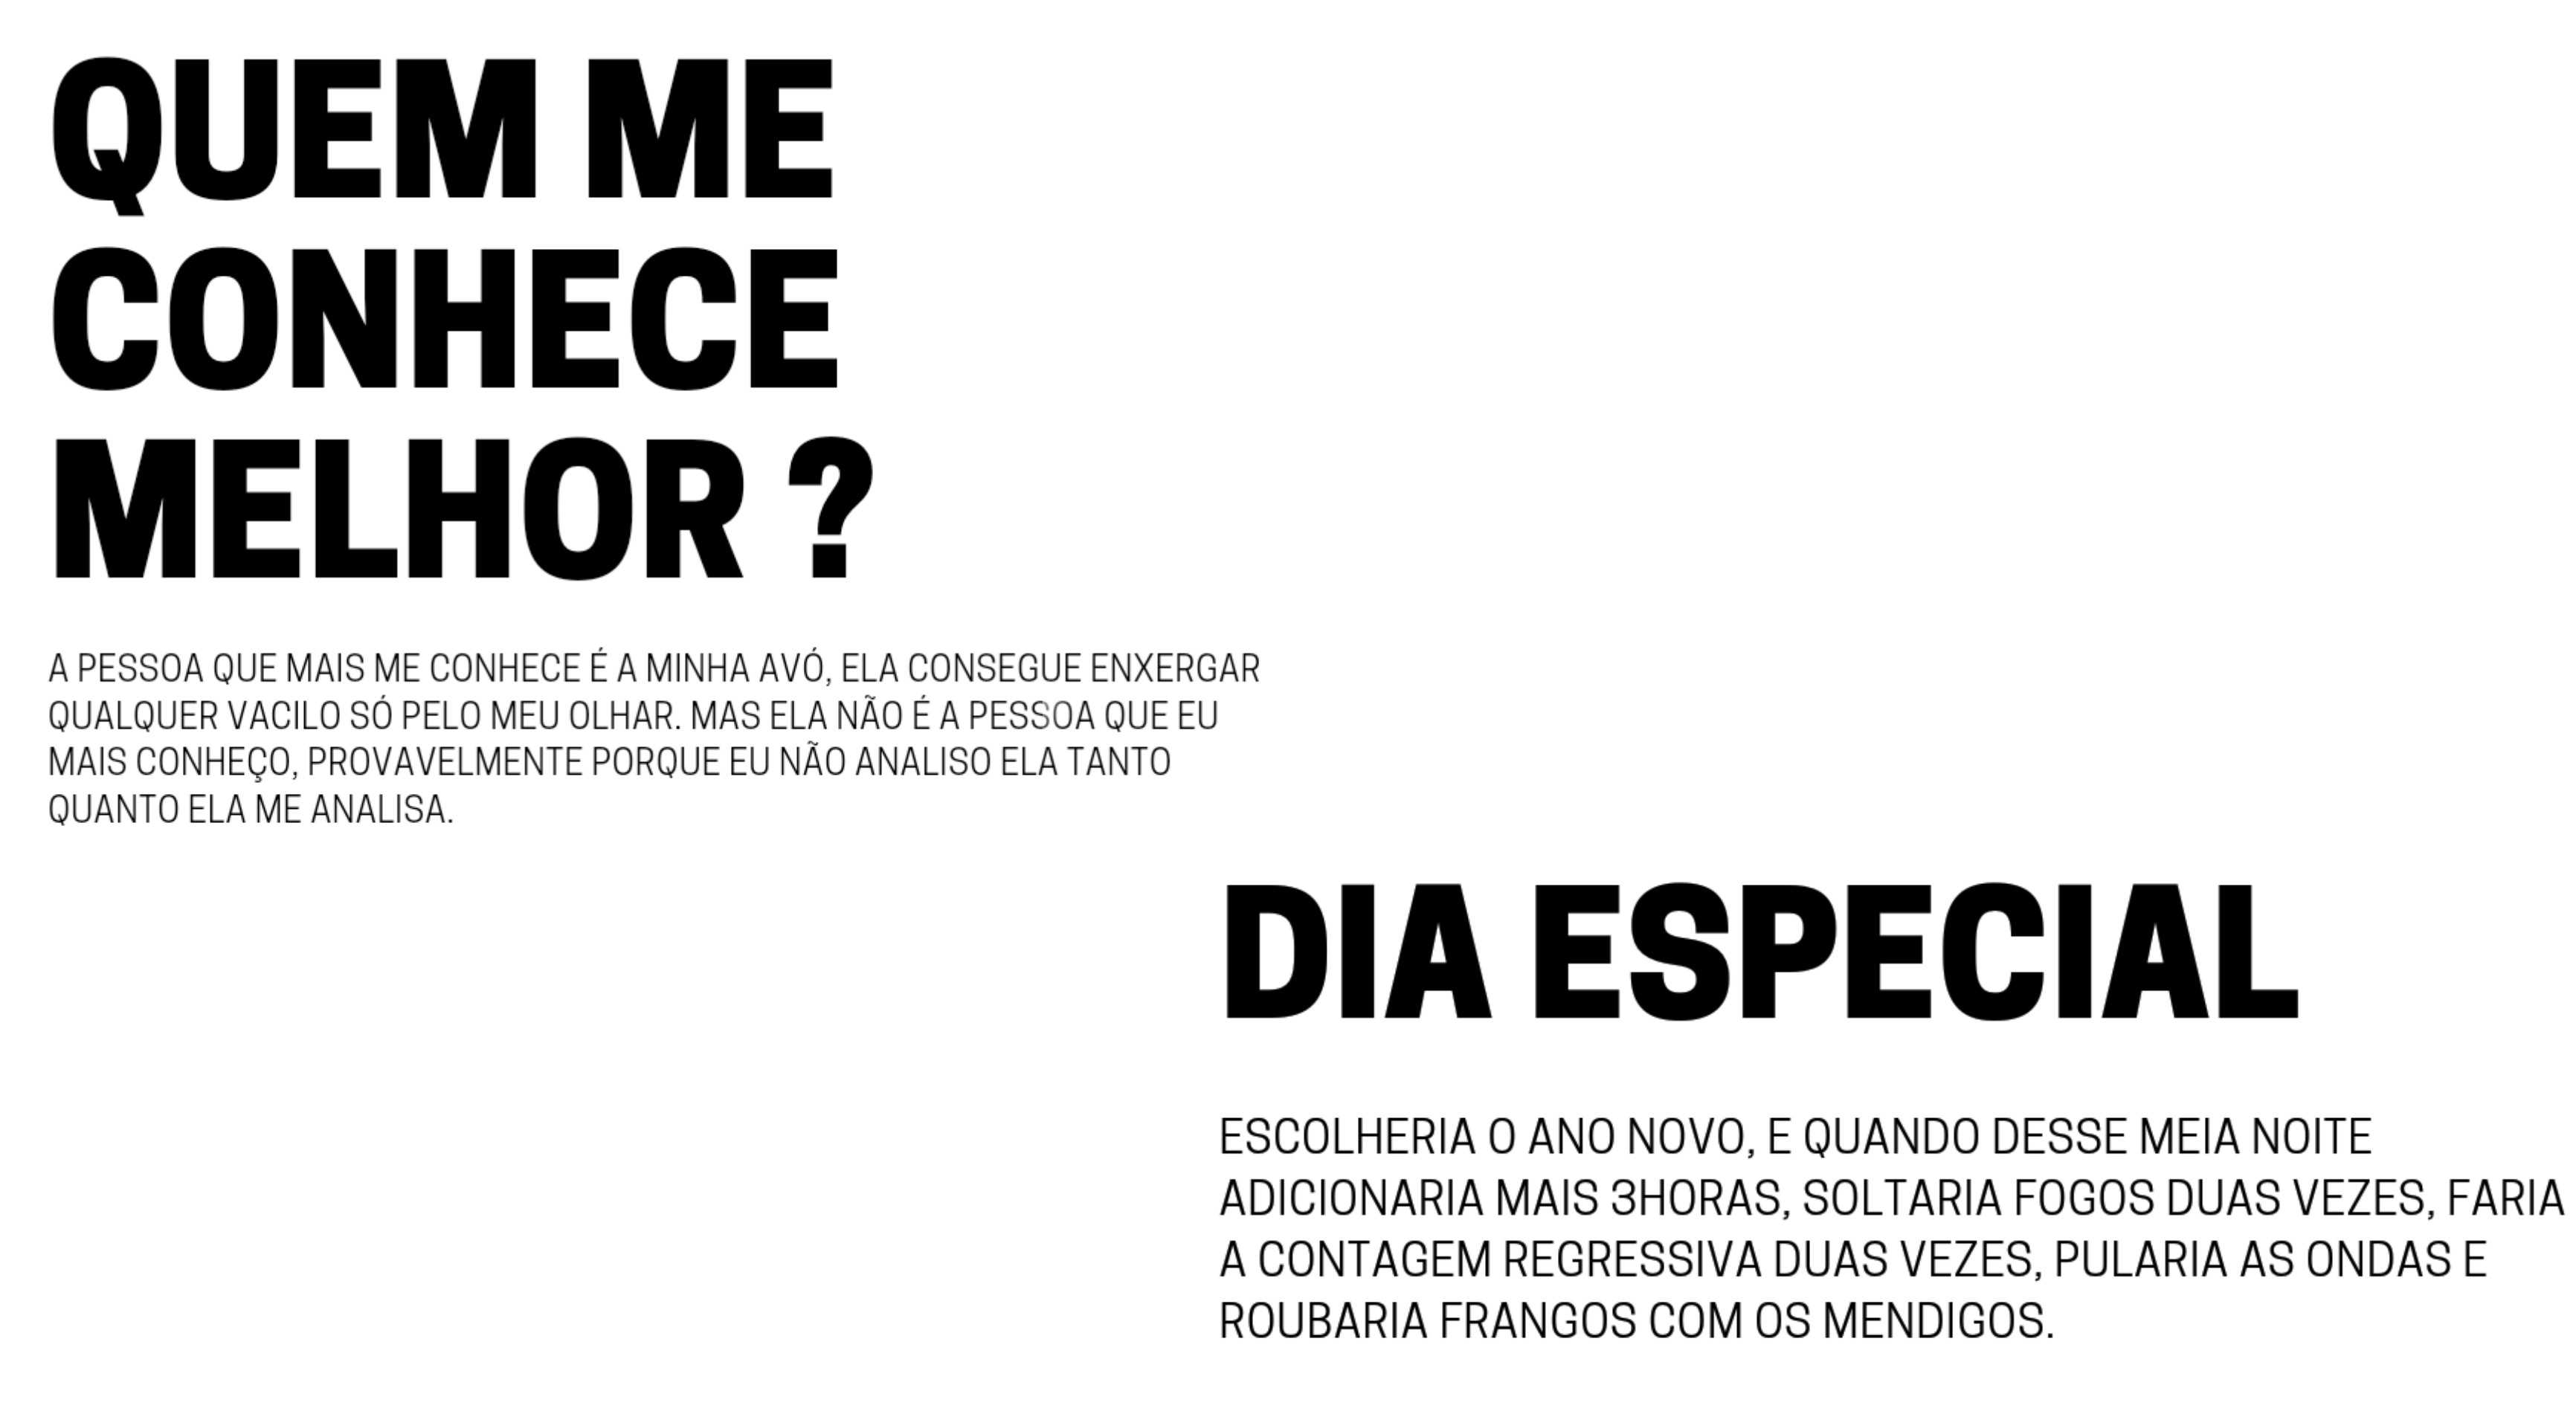 QUEM ME
CONHECE
MELHOR ?
A PESSOA QUE MAIS ME CONHECE É A MINHA AVÓ, ELA CONSEGUE ENXERGAR
QUALQUER VACILO SÓ PELO MEU OLHAR. MAS ELA NÃO É A PESSOA QUE EU
MAIS CONHEÇO, PROVAVELMENTE PORQUE EU NÃO ANALISO ELA TANTO
QUANTO ELA ME ANALISA.
DIA ESPECIAL
ESCOLHERIA O ANO NOVO, E QUANDO DESSE MEIA NOITE
ADICIONARIA MAIS 3HORAS, SOLTARIA FOGOS DUAS VEZES, FARIA
A CONTAGEM REGRESSIVA DUAS VEZES, PULARIA AS ONDAS E
ROUBARIA FRANGOS COM OS MENDIGOS.